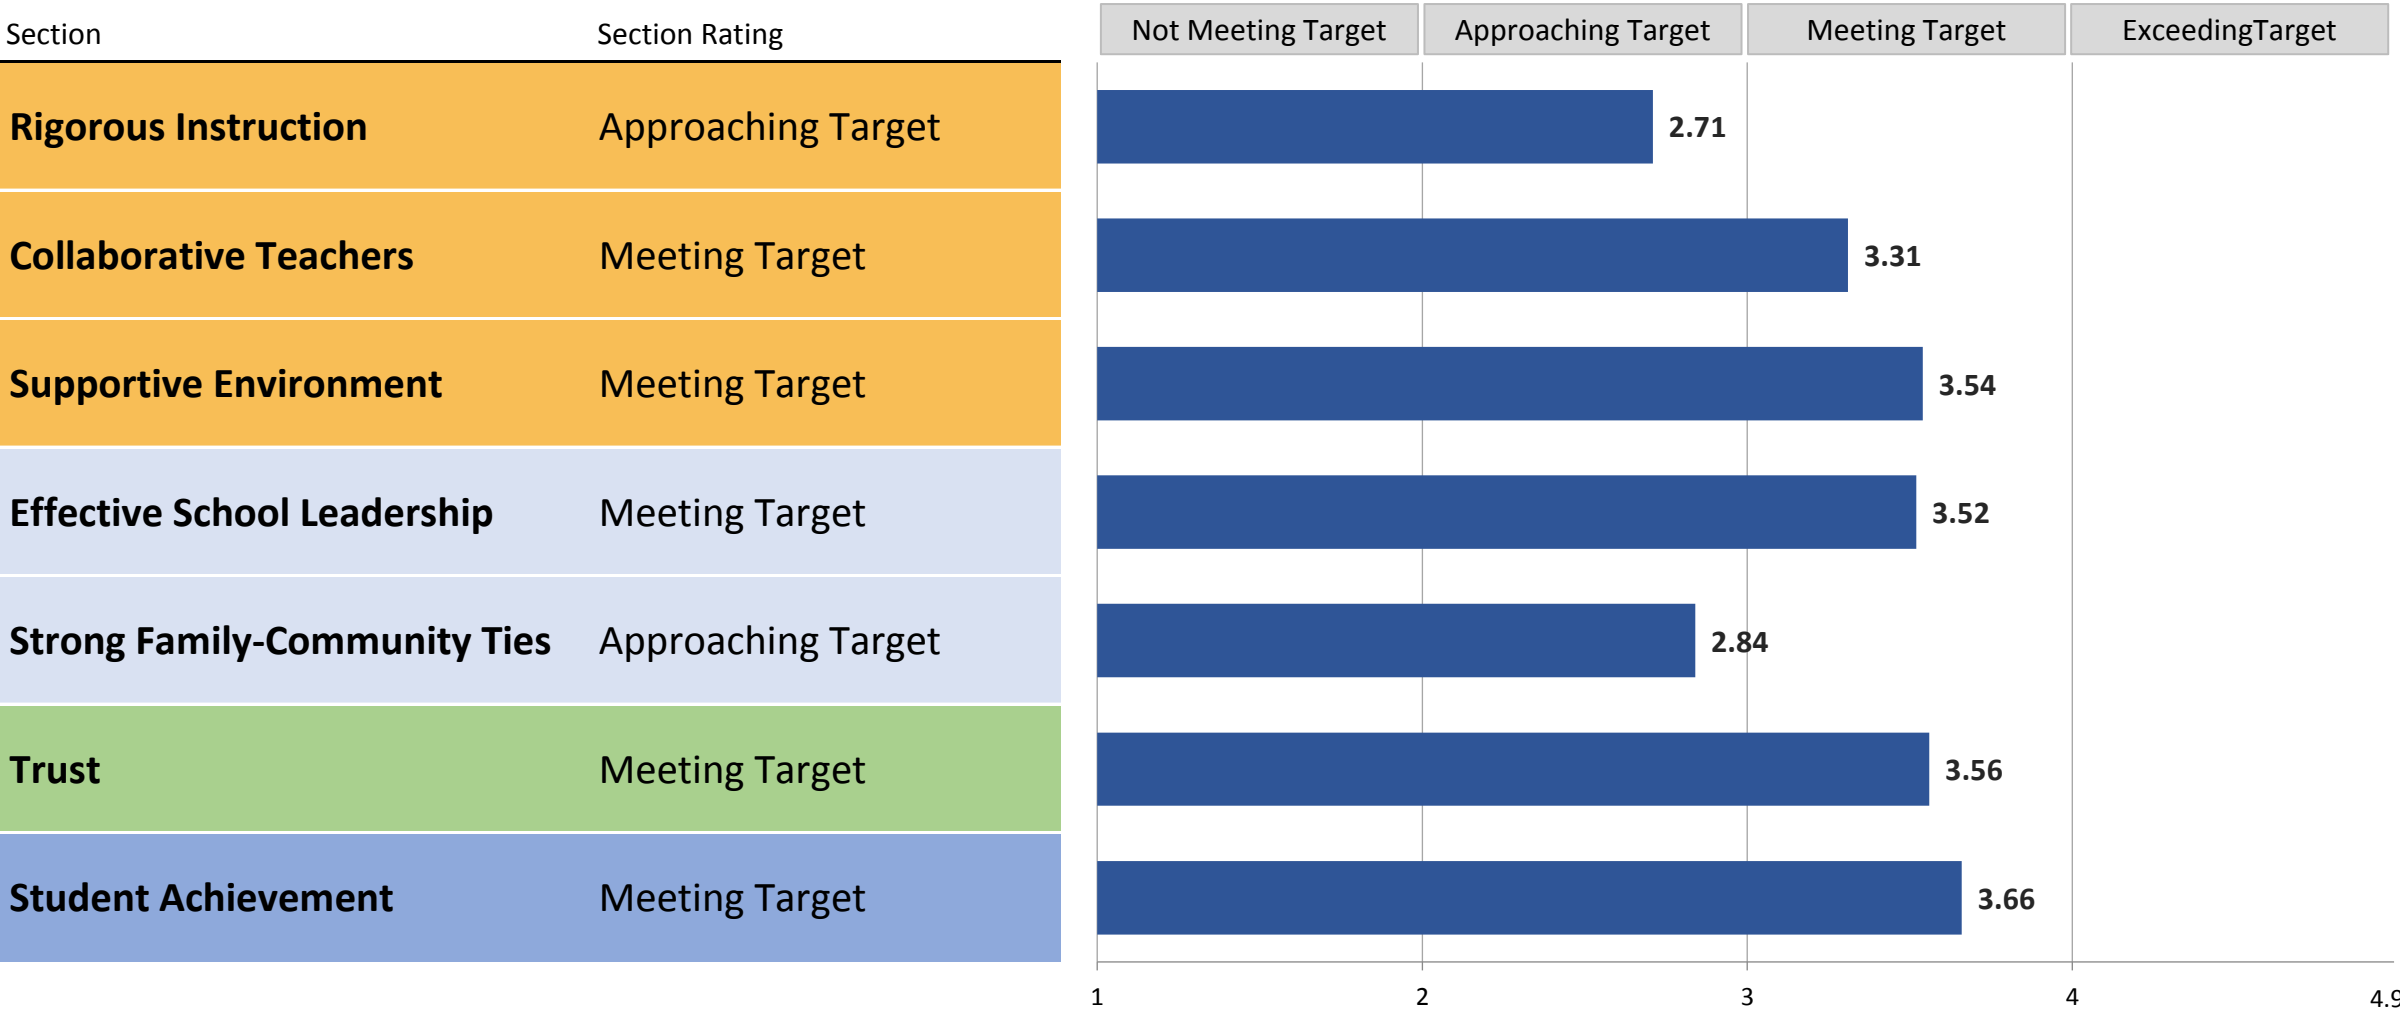 Section Section Rating Not Meeting Target Approaching Target Meeting Target ExceedingTarget
Rigorous Instruction Approaching Target 2.71
Collaborative Teachers Meeting Target 3.31
Supportive Environment Meeting Target 3.54
Effective School Leadership Meeting Target 3.52
Strong Family-Community Ties Approaching Target 2.84
Trust Meeting Target 3.56
Student Achievement Meeting Target 3.66
1 2 3 4 4.9